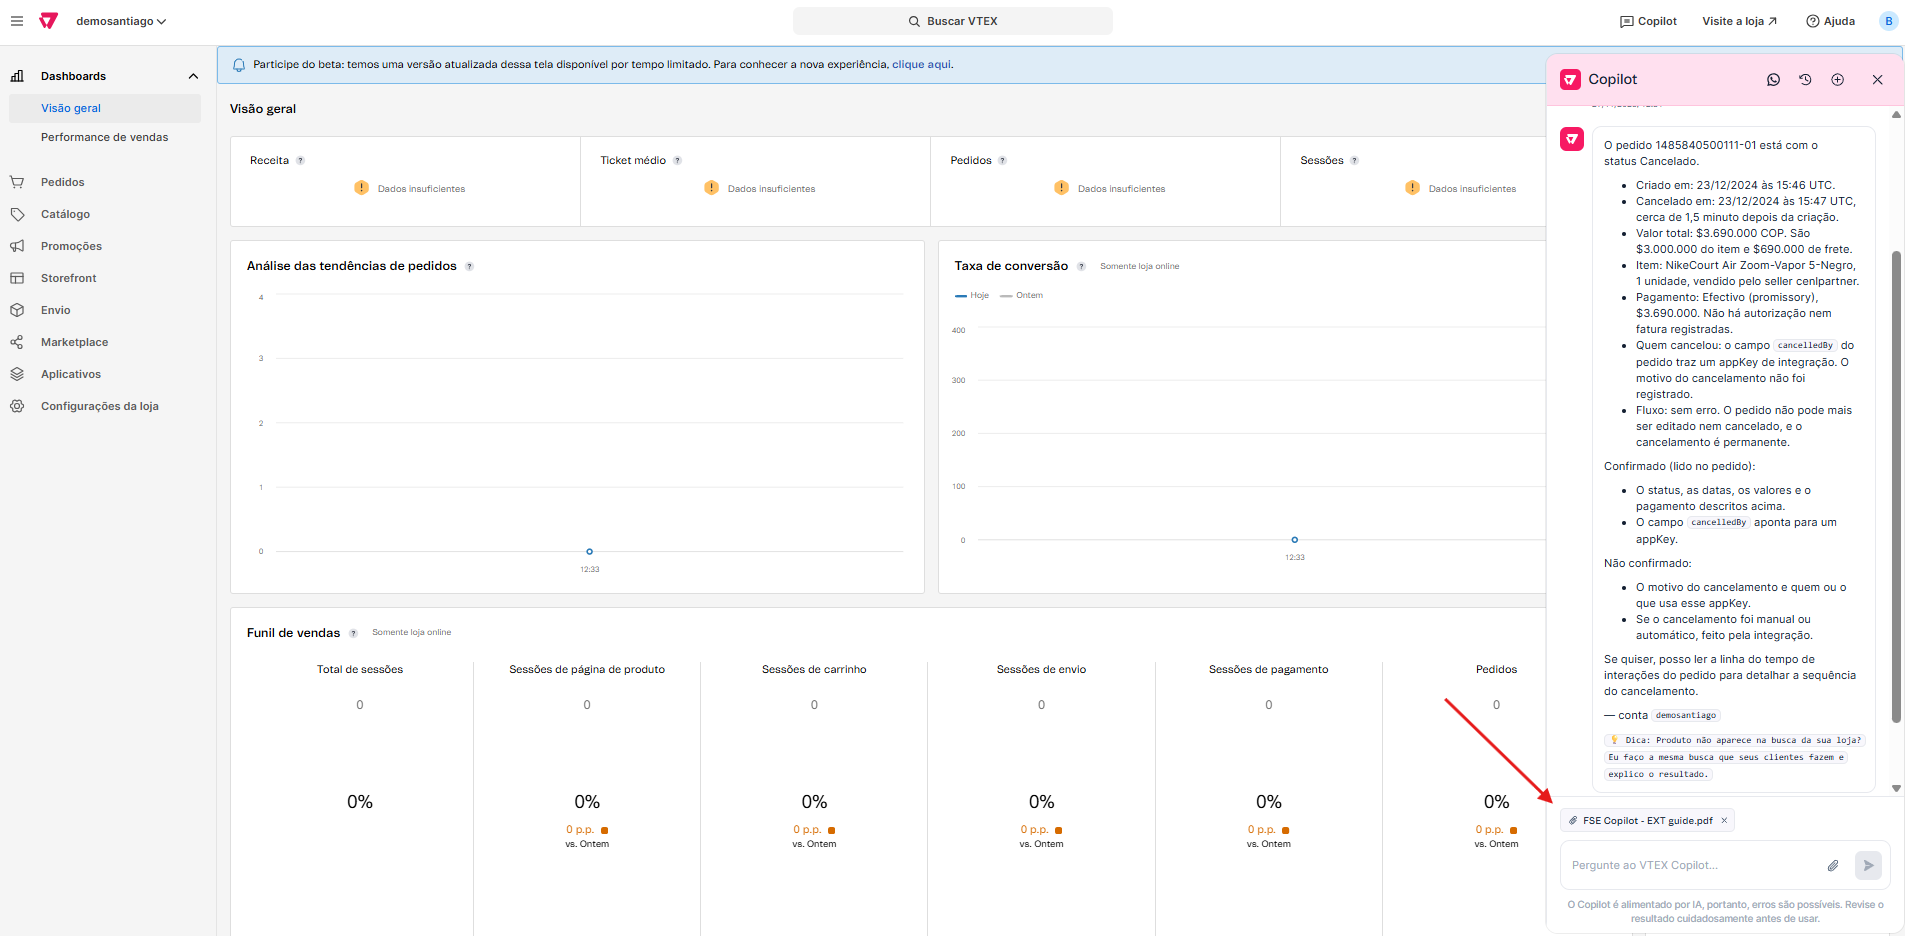 demosantiago
Buscar VTEX
Copilot
Visite a loja
Ajuda
B
Dashboards
Visão geral
Performance de vendas
Pedidos
Catálogo
Promoções
Storefront
Envio
Marketplace
Aplicativos
Configurações da loja
Participe do beta: temos uma versão atualizada dessa tela disponível por tempo limitado. Para conhecer a nova experiência, clique aqui.
Visão geral
Receita ?
Dados insuficientes
Ticket médio ?
Dados insuficientes
Pedidos ?
Dados insuficientes
Sessões ?
Dados insuficientes
Análise das tendências de pedidos ?
4
3
2
1
0
12:33
Taxa de conversão ? Somente loja online
Hoje Ontem
400
300
200
100
0
12:33
Funil de vendas ? Somente loja online
Total de sessões
0
0%
Sessões de página de produto
0
0%
0 p.p.
vs. Ontem
Sessões de carrinho
0
0%
0 p.p.
vs. Ontem
Sessões de envio
0
0%
0 p.p.
vs. Ontem
Sessões de pagamento
0
0%
0 p.p.
vs. Ontem
Pedidos
0
0%
0 p.p.
vs. Ontem
Copilot
O pedido 1485840500111-01 está com o
status Cancelado.
Criado em: 23/12/2024 às 15:46 UTC.
Cancelado em: 23/12/2024 às 15:47 UTC,
cerca de 1,5 minuto depois da criação.
Valor total: $3.690.000 COP. São
$3.000.000 do item e $690.000 de frete.
Item: NikeCourt Air Zoom-Vapor 5-Negro,
1 unidade, vendido pelo seller cenlpartner.
Pagamento: Efectivo (promissory),
$3.690.000. Não há autorização nem
fatura registradas.
Quem cancelou: o campo cancelledBy do
pedido traz um appKey de integração. O
motivo do cancelamento não foi
registrado.
Fluxo: sem erro. O pedido não pode mais
ser editado nem cancelado, e o
cancelamento é permanente.
Confirmado (lido no pedido):
O status, as datas, os valores e o
pagamento descritos acima.
O campo cancelledBy aponta para um
appKey.
Não confirmado:
O motivo do cancelamento e quem ou o
que usa esse appKey.
Se o cancelamento foi manual ou
automático, feito pela integração.
Se quiser, posso ler a linha do tempo de
interações do pedido para detalhar a sequência
do cancelamento.
— conta demosantiago
💡 Dica: Produto não aparece na busca da sua loja?
Eu faço a mesma busca que seus clientes fazem e
explico o resultado.
FSE Copilot - EXT guide.pdf ×
Pergunte ao VTEX Copilot...
O Copilot é alimentado por IA, portanto, erros são possíveis. Revise o
resultado cuidadosamente antes de usar.